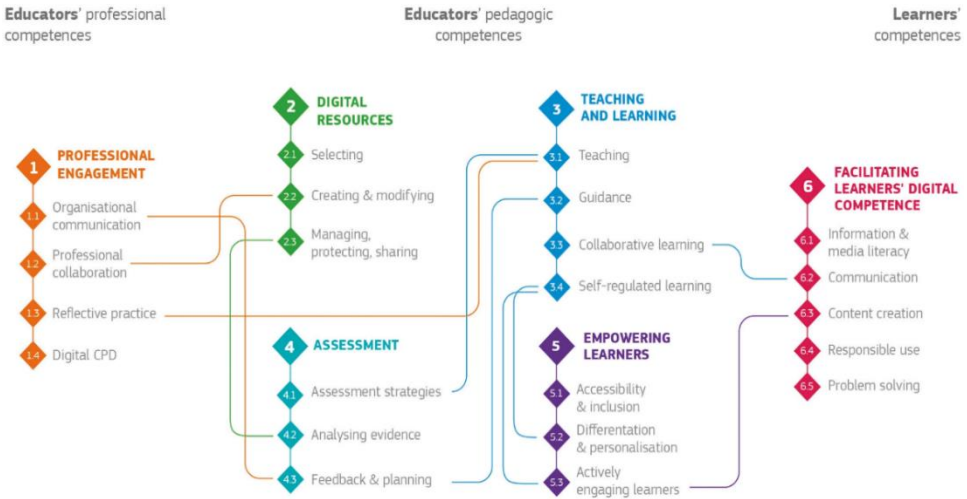 Educators' professional
competences
Educators' pedagogic
competences
Learners'
competences
1
PROFESSIONAL
ENGAGEMENT
1.1
Organisational
communication
1.2
Professional
collaboration
1.3
Reflective practice
1.4
Digital CPD
2
DIGITAL
RESOURCES
2.1
Selecting
2.2
Creating & modifying
2.3
Managing,
protecting, sharing
3
TEACHING
AND LEARNING
3.1
Teaching
3.2
Guidance
3.3
Collaborative learning
3.4
Self-regulated learning
4
ASSESSMENT
4.1
Assessment strategies
4.2
Analysing evidence
4.3
Feedback & planning
5
EMPOWERING
LEARNERS
5.1
Accessibility
& inclusion
5.2
Differentation
& personalisation
5.3
Actively
engaging learners
6
FACILITATING
LEARNERS' DIGITAL
COMPETENCE
6.1
Information &
media literacy
6.2
Communication
6.3
Content creation
6.4
Responsible use
6.5
Problem solving